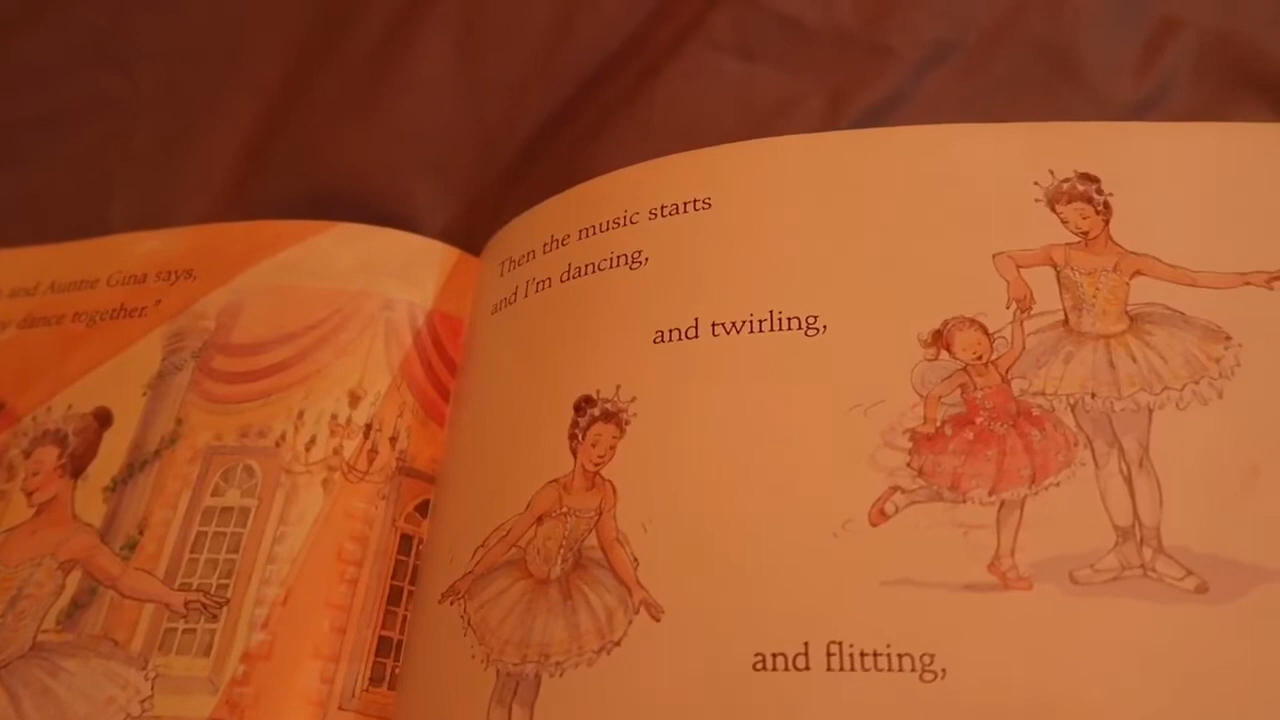 and Auntie Gina says,
dance together."
Then the music starts
and I'm dancing,
and twirling,
and flitting,